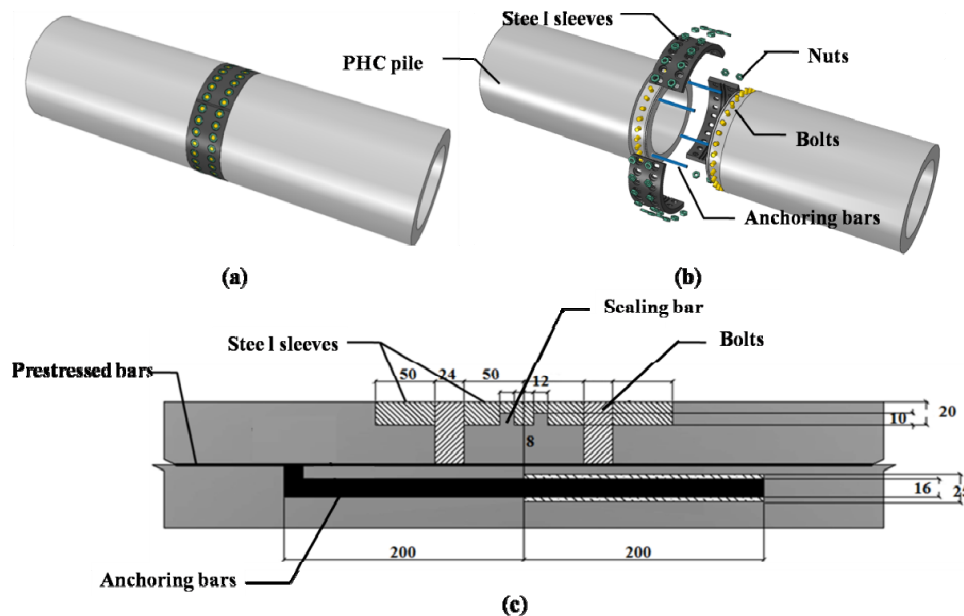 Steel sleeves
Nuts
PHC pile
Bolts
Anchoring bars
(a)
(b)
Sealing bar
Steel sleeves
Bolts
Prestressed bars
50
24
50
12
20
10
8
16
200
200
Anchoring bars
(c)